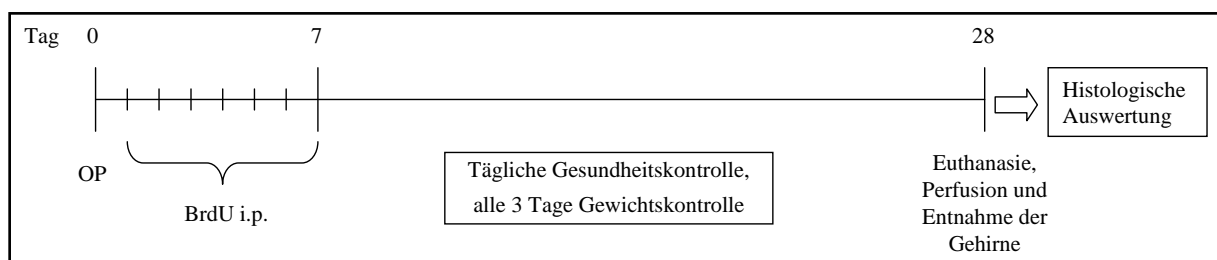 Tag 0 7 28
Histologische
Auswertung
OP
BrdU i.p.
Tägliche Gesundheitskontrolle,
alle 3 Tage Gewichtskontrolle
Euthanasie,
Perfusion und
Entnahme der
Gehirne